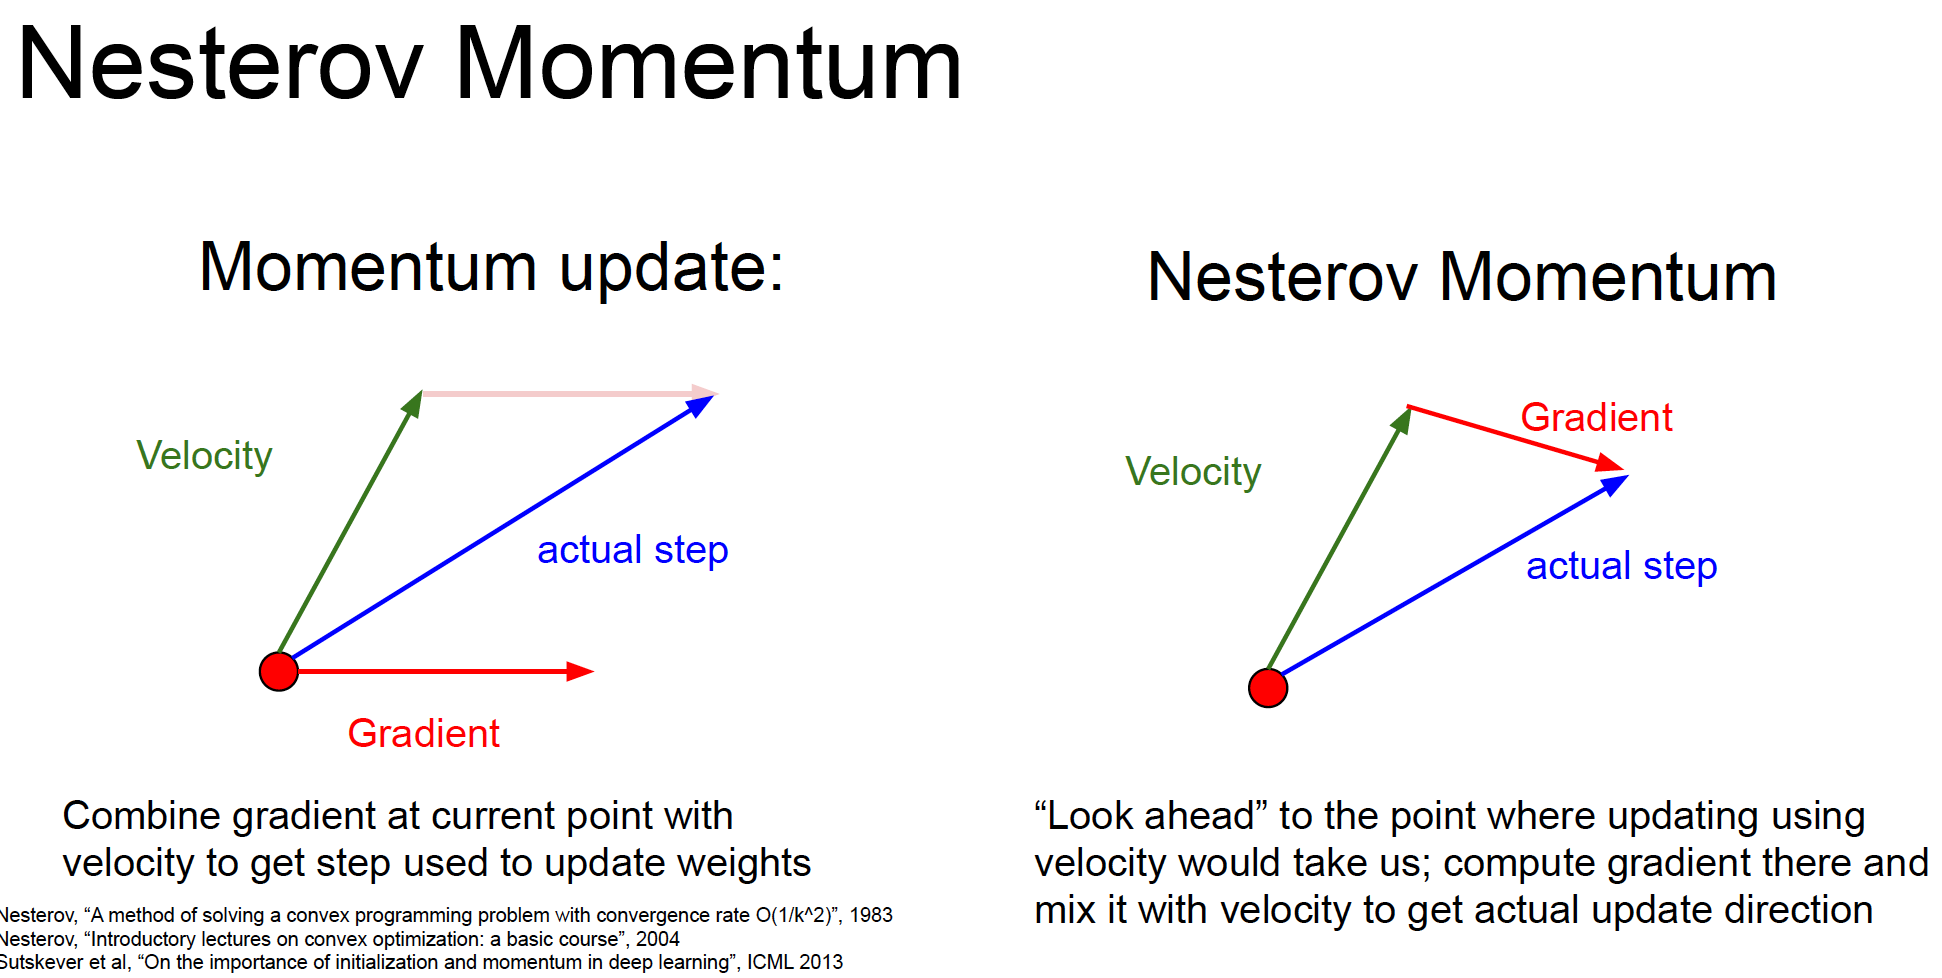 Nesterov Momentum
Momentum update:
Velocity
actual step
Gradient
Combine gradient at current point with
velocity to get step used to update weights
Nesterov Momentum
Gradient
Velocity
actual step
“Look ahead” to the point where updating using
velocity would take us; compute gradient there and
mix it with velocity to get actual update direction
Nesterov, “A method of solving a convex programming problem with convergence rate O(1/k^2)”, 1983
Nesterov, “Introductory lectures on convex optimization: a basic course”, 2004
Sutskever et al, “On the importance of initialization and momentum in deep learning”, ICML 2013